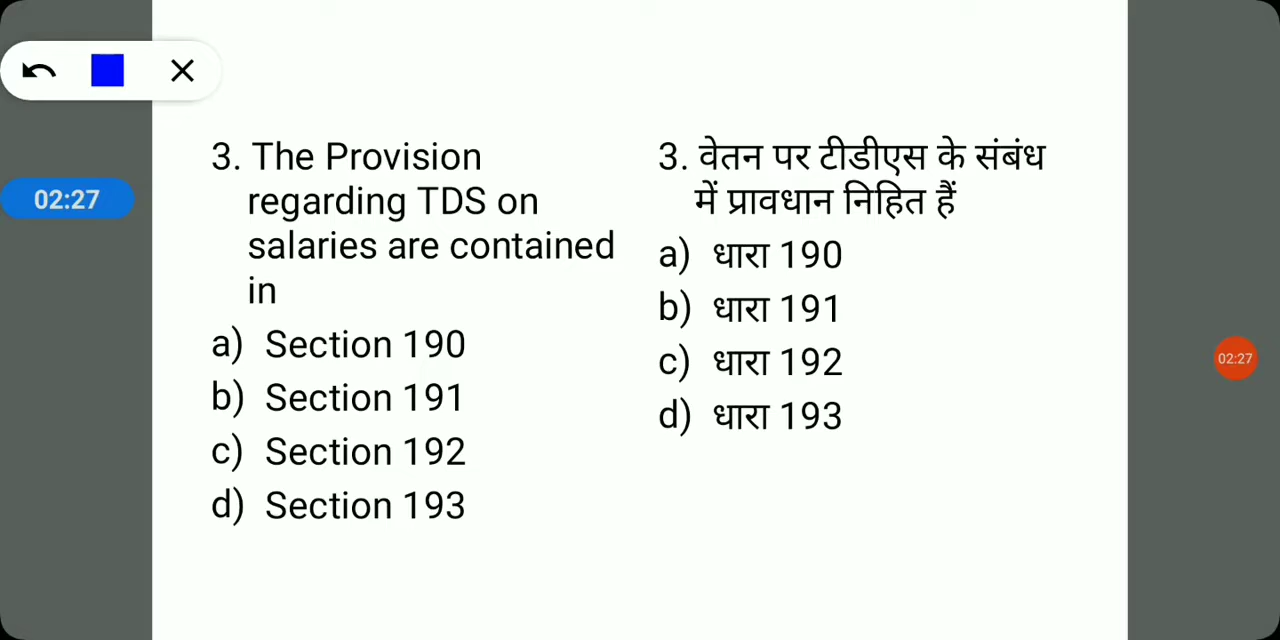 02:27
3. The Provision
regarding TDS on
salaries are contained
in
a) Section 190
b) Section 191
c) Section 192
d) Section 193
3. वेतन पर टीडीएस के संबंध
में प्रावधान निहित हैं
a) धारा 190
b) धारा 191
c) धारा 192
d) धारा 193
02:27